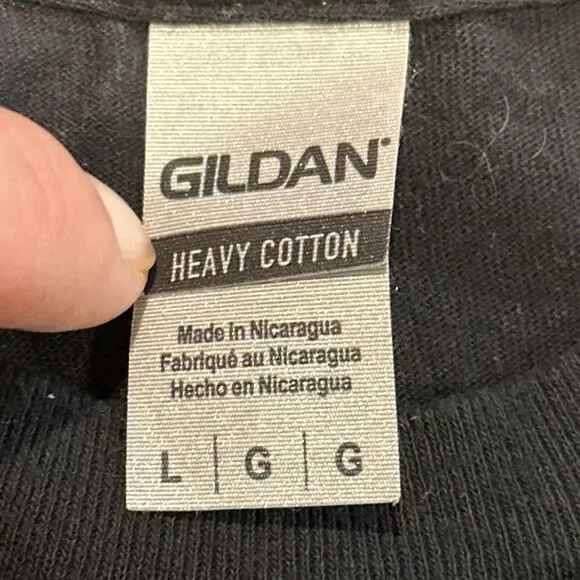 GILDAN
HEAVY COTTON
Made in Nicaragua
Fabriqué au Nicaragua
Hecho en Nicaragua
L | G | G